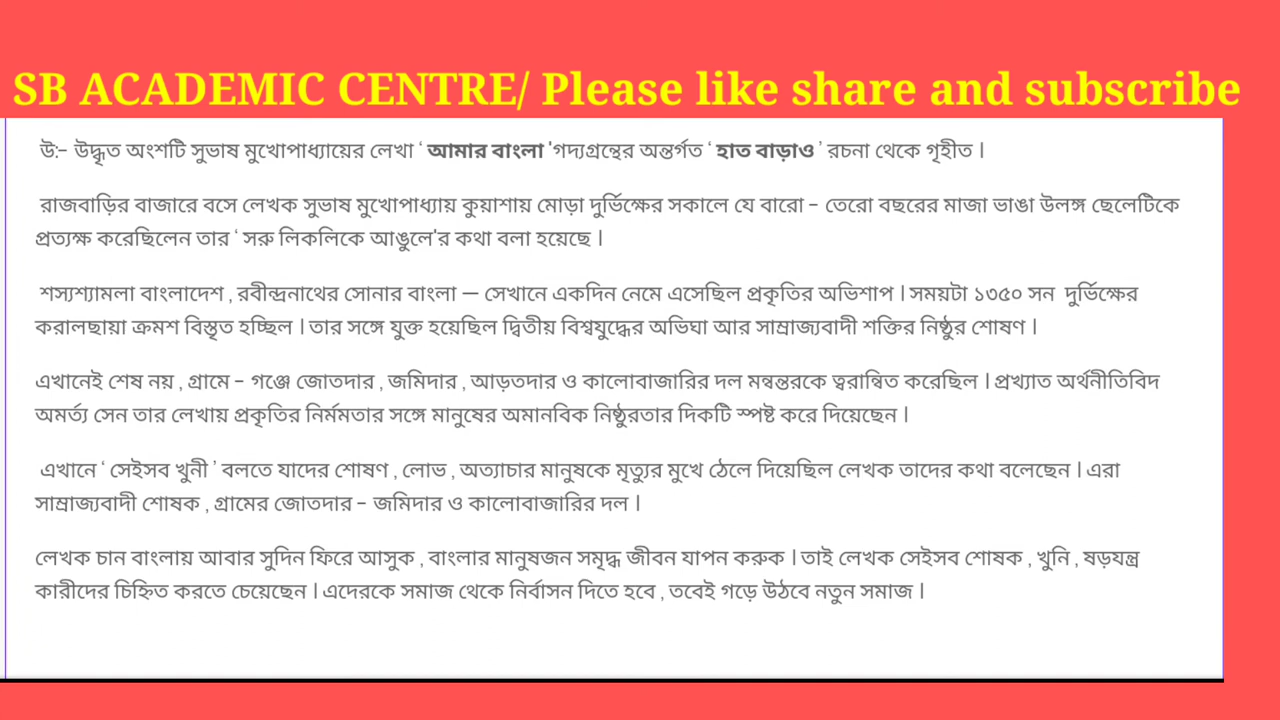 SB ACADEMIC CENTRE/ Please like share and subscribe
উ:– উদ্ধৃত অংশটি সুভাষ মুখোপাধ্যায়ের লেখা ‘ আমার বাংলা 'গদ্যগ্রন্থের অন্তর্গত ‘ হাত বাড়াও ’ রচনা থেকে গৃহীত ।
রাজবাড়ির বাজারে বসে লেখক সুভাষ মুখোপাধ্যায় কুয়াশায় মোড়া দুর্ভিক্ষের সকালে যে বারো – তেরো বছরের মাজা ভাঙা উলঙ্গ ছেলেটিকে
প্রত্যক্ষ করেছিলেন তার ‘ সরু লিকলিকে আঙুলে'র কথা বলা হয়েছে ।
শস্যশ্যামলা বাংলাদেশ , রবীন্দ্রনাথের সোনার বাংলা — সেখানে একদিন নেমে এসেছিল প্রকৃতির অভিশাপ । সময়টা ১৩৫০ সন দুর্ভিক্ষের
করালছায়া ক্রমশ বিস্তৃত হচ্ছিল । তার সঙ্গে যুক্ত হয়েছিল দ্বিতীয় বিশ্বযুদ্ধের অভিঘা আর সাম্রাজ্যবাদী শক্তির নিষ্ঠুর শোষণ ।
এখানেই শেষ নয় , গ্রামে – গঞ্জে জোতদার , জমিদার , আড়তদার ও কালোবাজারির দল মন্বন্তরকে ত্বরান্বিত করেছিল । প্রখ্যাত অর্থনীতিবিদ
অমর্ত্য সেন তার লেখায় প্রকৃতির নির্মমতার সঙ্গে মানুষের অমানবিক নিষ্ঠুরতার দিকটি স্পষ্ট করে দিয়েছেন ।
এখানে ‘ সেইসব খুনী ’ বলতে যাদের শোষণ , লোভ , অত্যাচার মানুষকে মৃত্যুর মুখে ঠেলে দিয়েছিল লেখক তাদের কথা বলেছেন । এরা
সাম্রাজ্যবাদী শোষক , গ্রামের জোতদার – জমিদার ও কালোবাজারির দল ।
লেখক চান বাংলায় আবার সুদিন ফিরে আসুক , বাংলার মানুষজন সমৃদ্ধ জীবন যাপন করুক । তাই লেখক সেইসব শোষক , খুনি , ষড়যন্ত্র
কারীদের চিহ্নিত করতে চেয়েছেন । এদেরকে সমাজ থেকে নির্বাসন দিতে হবে , তবেই গড়ে উঠবে নতুন সমাজ ।